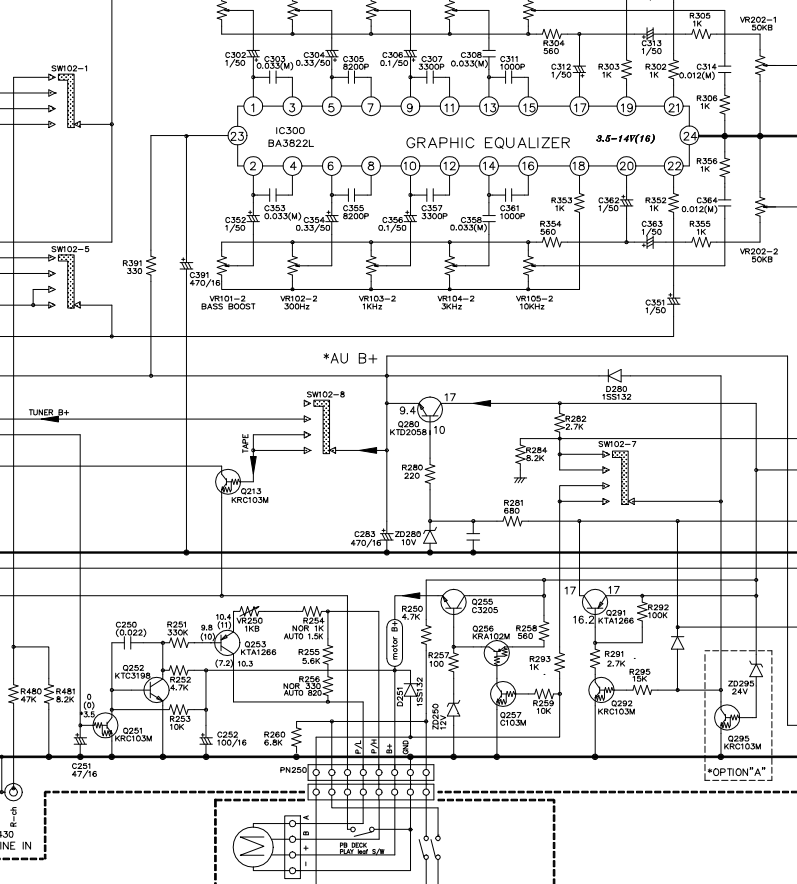 R305
1K
VR202-1
50KB
R304
560
C313
1/50
C302
1/50
C303
0.033(M)
C304
0.33/50
C305
8200P
C306
0.1/50
C307
3300P
C308
0.033(M)
C311
1000P
C312
1/50
R303
1K
R302
1K
C314
0.012(M)
R306
1K
SW102-1
1
3
5
7
9
11
13
15
17
19
21
23
IC300
BA3822L
GRAPHIC EQUALIZER
3.5-14V(16)
24
2
4
6
8
10
12
14
16
18
20
22
R356
1K
C352
1/50
C353
0.033(M)
C354
0.33/50
C355
8200P
C356
0.1/50
C357
3300P
C358
0.033(M)
C361
1000P
R353
1K
C362
1/50
R352
1K
C364
0.012(M)
R354
560
C363
1/50
R355
1K
VR202-2
50KB
SW102-5
R391
330
C391
470/16
VR101-2
BASS BOOST
VR102-2
300Hz
VR103-2
1KHz
VR104-2
3KHz
VR105-2
10KHz
C351
1/50
*AU B+
D280
1SS132
SW102-8
TUNER B+
TAPE
9.4
17
10
Q280
KTD2058
R282
2.7K
SW102-7
R284
8.2K
R280
220
Q213
KRC103M
R281
680
C283
470/16
ZD280
10V
C250
(0.022)
R251
330K
10.4
(11)
9.8
(10)
VR250
1KB
R254
NOR 1K
AUTO 1.5K
Q253
KTA1266
(7.2) 10.3
R255
5.6K
R256
NOR 330
AUTO 820
Q252
KTC3198
R252
4.7K
R253
10K
R480
47K
R481
8.2K
0
(0)
3.5
Q251
KRC103M
C251
47/16
C252
100/16
R260
6.8K
motor B+
R250
4.7K
D251
1SS132
Q255
C3205
Q256
KRA102M
R258
560
R257
100
ZD250
12V
Q257
C103M
R259
10K
R293
1K
17
17
16.2
Q291
KTA1266
R292
100K
R291
2.7K
R295
15K
Q292
KRC103M
ZD295
24V
Q295
KRC103M
*OPTION"A"
P/L
P/H
B+
GND
PN250
R-ch
430
INE IN
M
A
B
+
-
PB DECK
PLAY leaf S/W